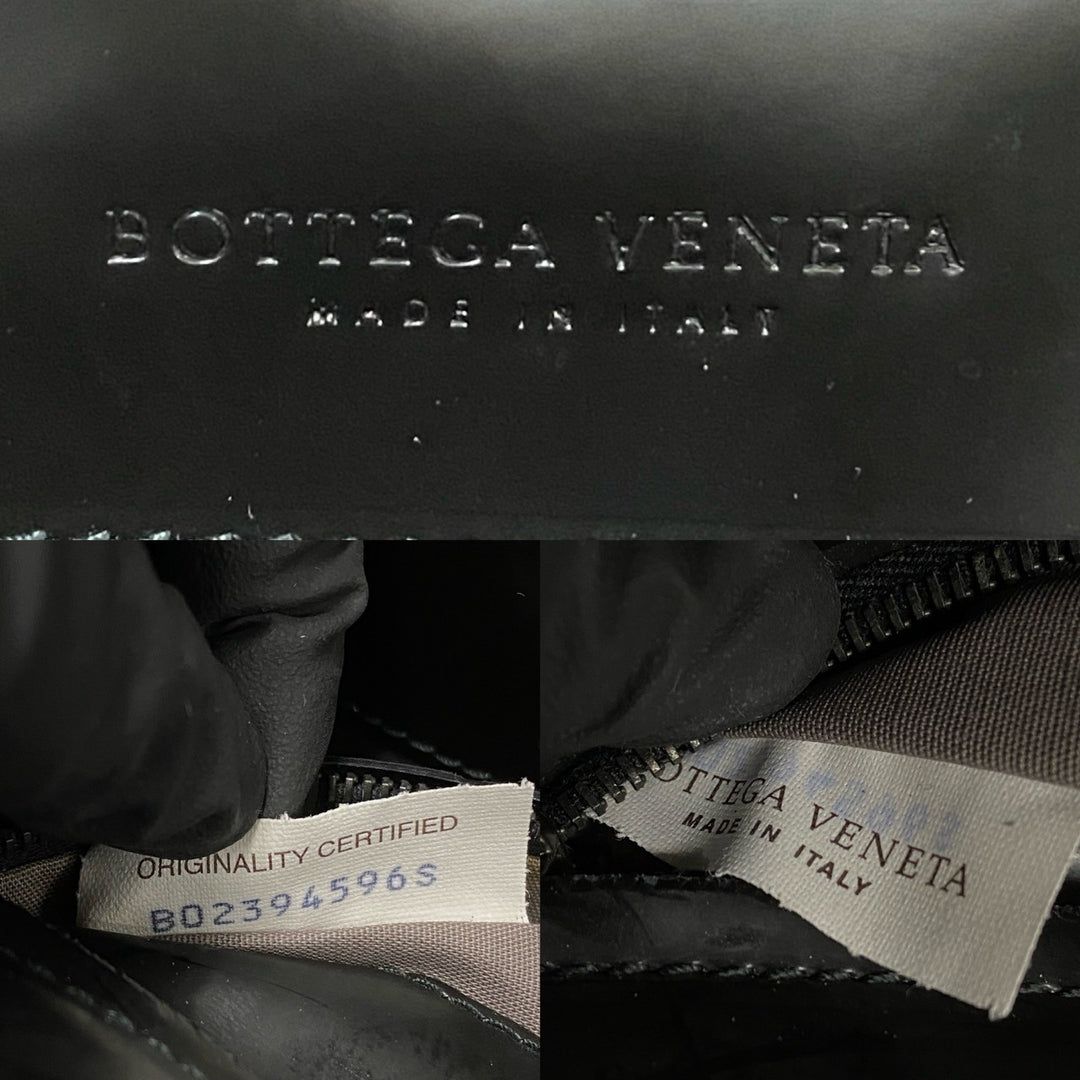 BOTTEGA VENETA
MADE IN ITALY
ORIGINALITY CERTIFIED
B02394596S
BOTTEGA VENETA
MADE IN ITALY